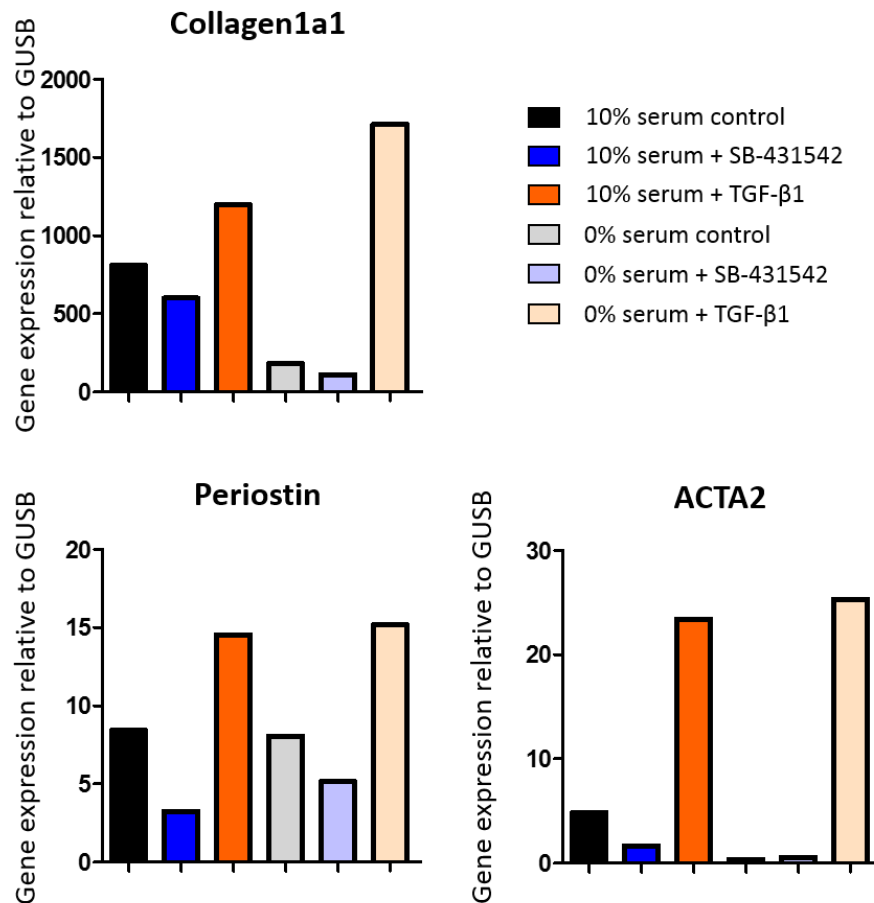 Collagen1a1
Gene expression relative to GUSB
2000
1500
1000
500
0
10% serum control
10% serum + SB-431542
10% serum + TGF-β1
0% serum control
0% serum + SB-431542
0% serum + TGF-β1
Periostin
Gene expression relative to GUSB
20
15
10
5
0
ACTA2
Gene expression relative to GUSB
30
20
10
0